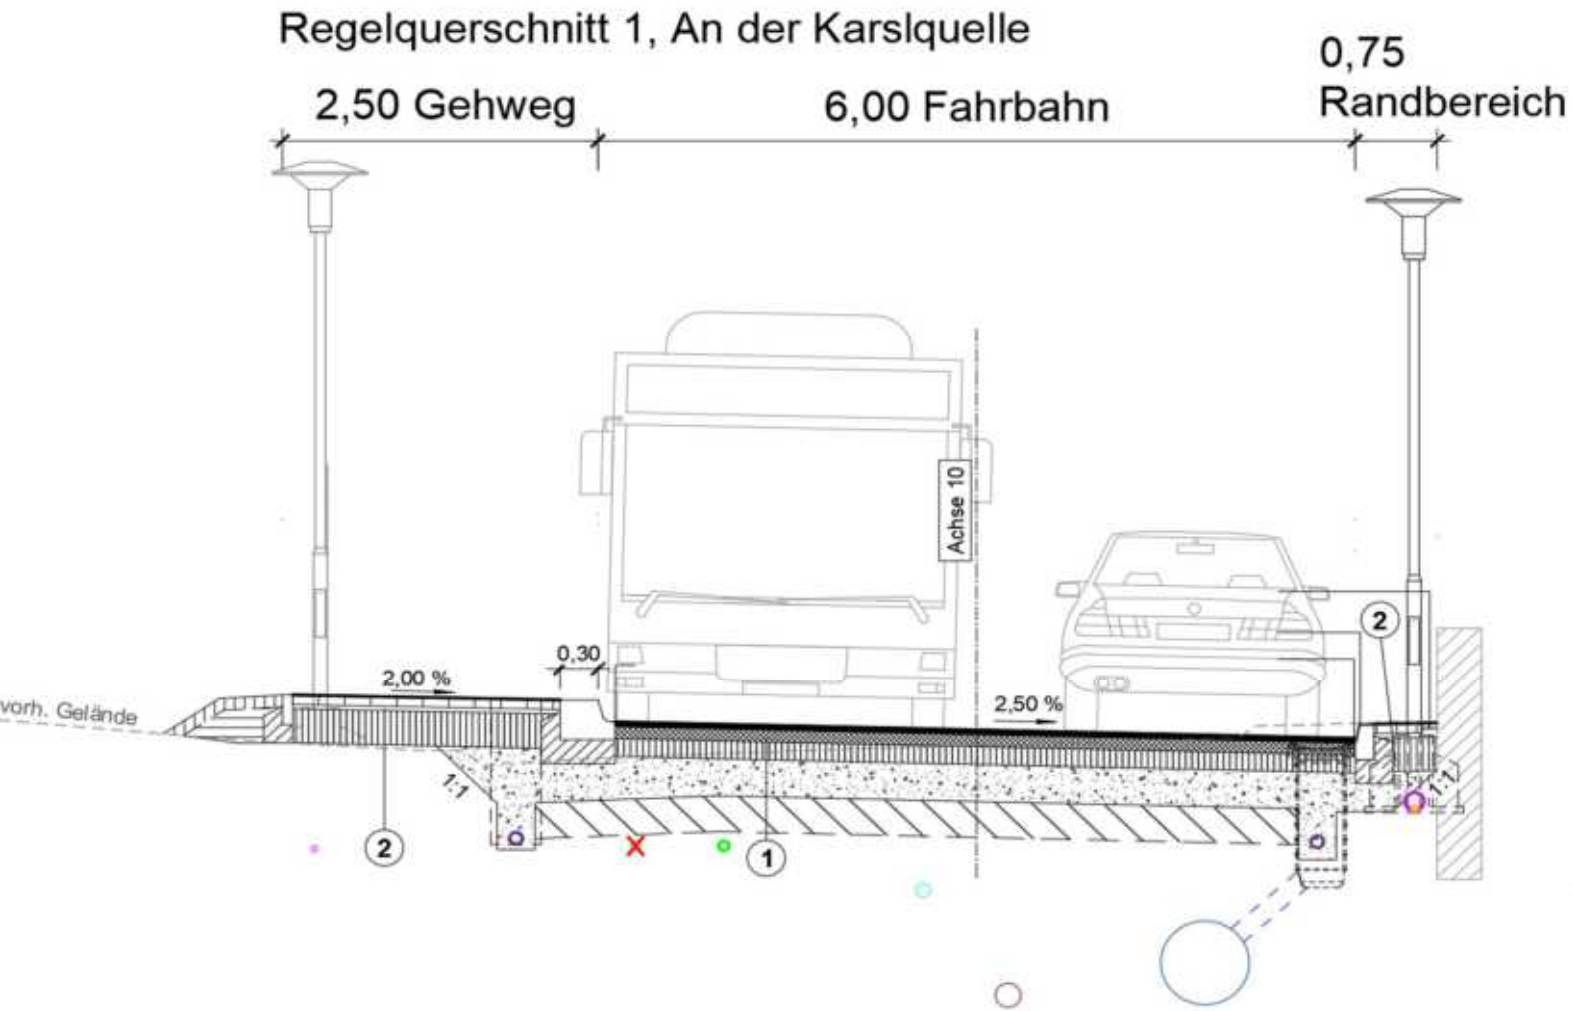 Regelquerschnitt 1, An der Karslquelle
0,75
2,50 Gehweg
6,00 Fahrbahn
Randbereich
Achse 10
2
0,30
2,00 %
2,50 %
vorh. Gelände
1:1
1:1
2
1